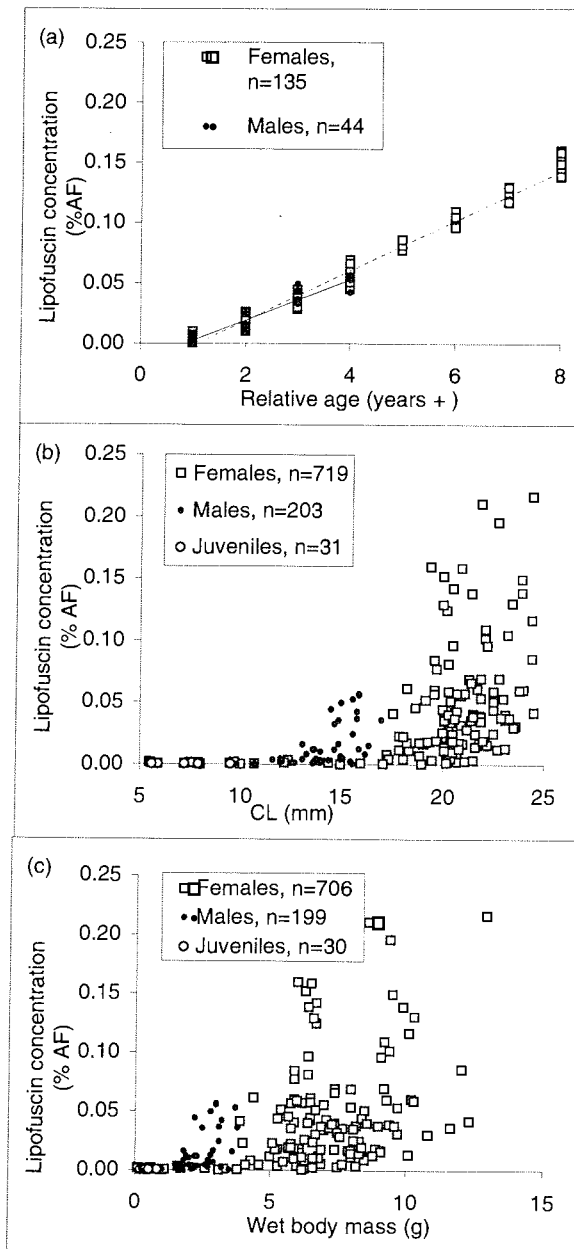 (a)
0.25
0.20
0.15
0.10
0.05
0.00
Lipofuscin concentration
(%AF)
Females,
n=135
Males, n=44
0 2 4 6 8
Relative age (years + )
(b)
0.25
0.20
0.15
0.10
0.05
0.00
Lipofuscin concentration
(% AF)
Females, n=719
Males, n=203
Juveniles, n=31
5 10 15 20 25
CL (mm)
(c)
0.25
0.20
0.15
0.10
0.05
0.00
Lipofuscin concentration
(% AF)
Females, n=706
Males, n=199
Juveniles, n=30
0 5 10 15
Wet body mass (g)